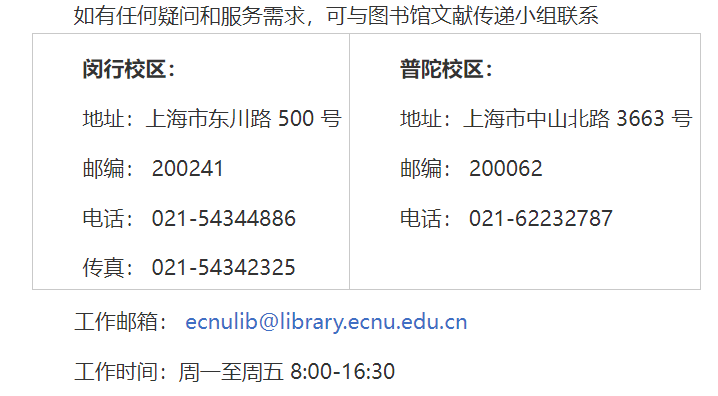 如有任何疑问和服务需求，可与图书馆文献传递小组联系
闵行校区：
地址：上海市东川路 500 号
邮编： 200241
电话： 021-54344886
传真： 021-54342325
普陀校区：
地址：上海市中山北路 3663 号
邮编： 200062
电话： 021-62232787
工作邮箱： ecnulib@library.ecnu.edu.cn
工作时间：周一至周五 8:00-16:30